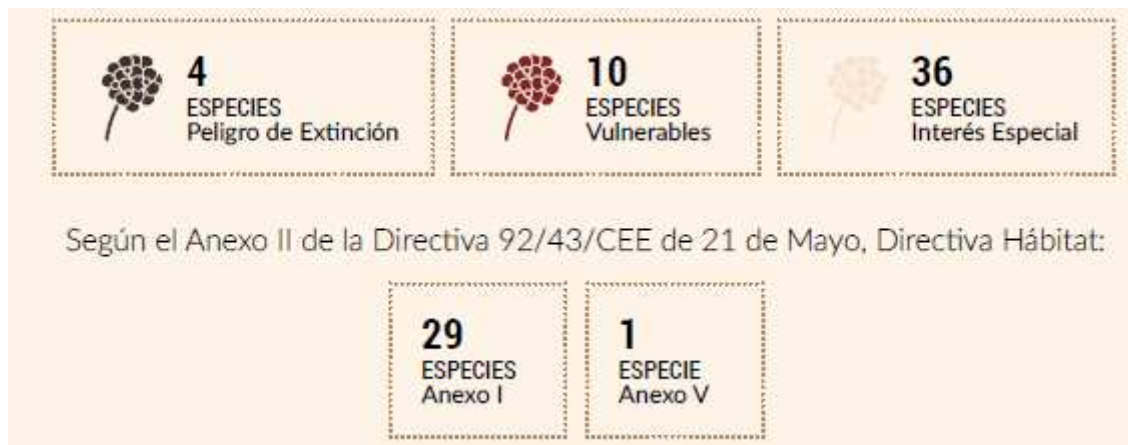 4
ESPECIES
Peligro de Extinción
10
ESPECIES
Vulnerables
36
ESPECIES
Interés Especial
Según el Anexo II de la Directiva 92/43/CEE de 21 de Mayo, Directiva Hábitat:
29
ESPECIES
Anexo I
1
ESPECIE
Anexo V